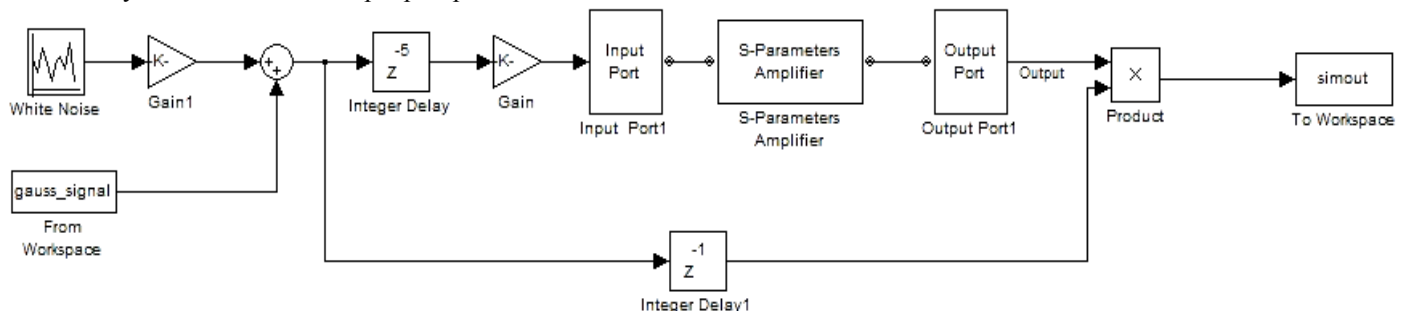 White Noise
K-
Gain1
+
+
-5
Z
Integer Delay
K-
Gain
Input
Port
Input Port1
S-Parameters
Amplifier
S-Parameters
Amplifier
Output
Port
Output Port1
Output
×
Product
simout
To Workspace
gauss_signal
From
Workspace
-1
Z
Integer Delay1